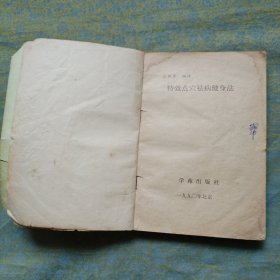 特效点穴祛病健身法
学苑出版社
一九九〇年北京